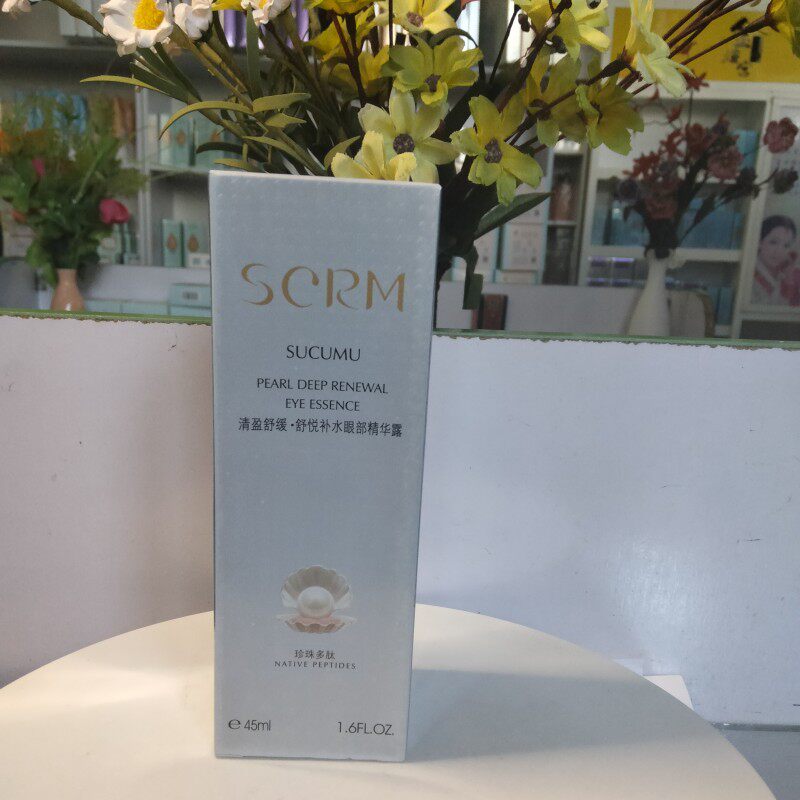 SCRM
SUCUMU
PEARL DEEP RENEWAL
EYE ESSENCE
清盈舒缓·舒悦补水眼部精华露
珍珠多肽
NATIVE PEPTIDES
℮45ml 1.6FL.OZ.